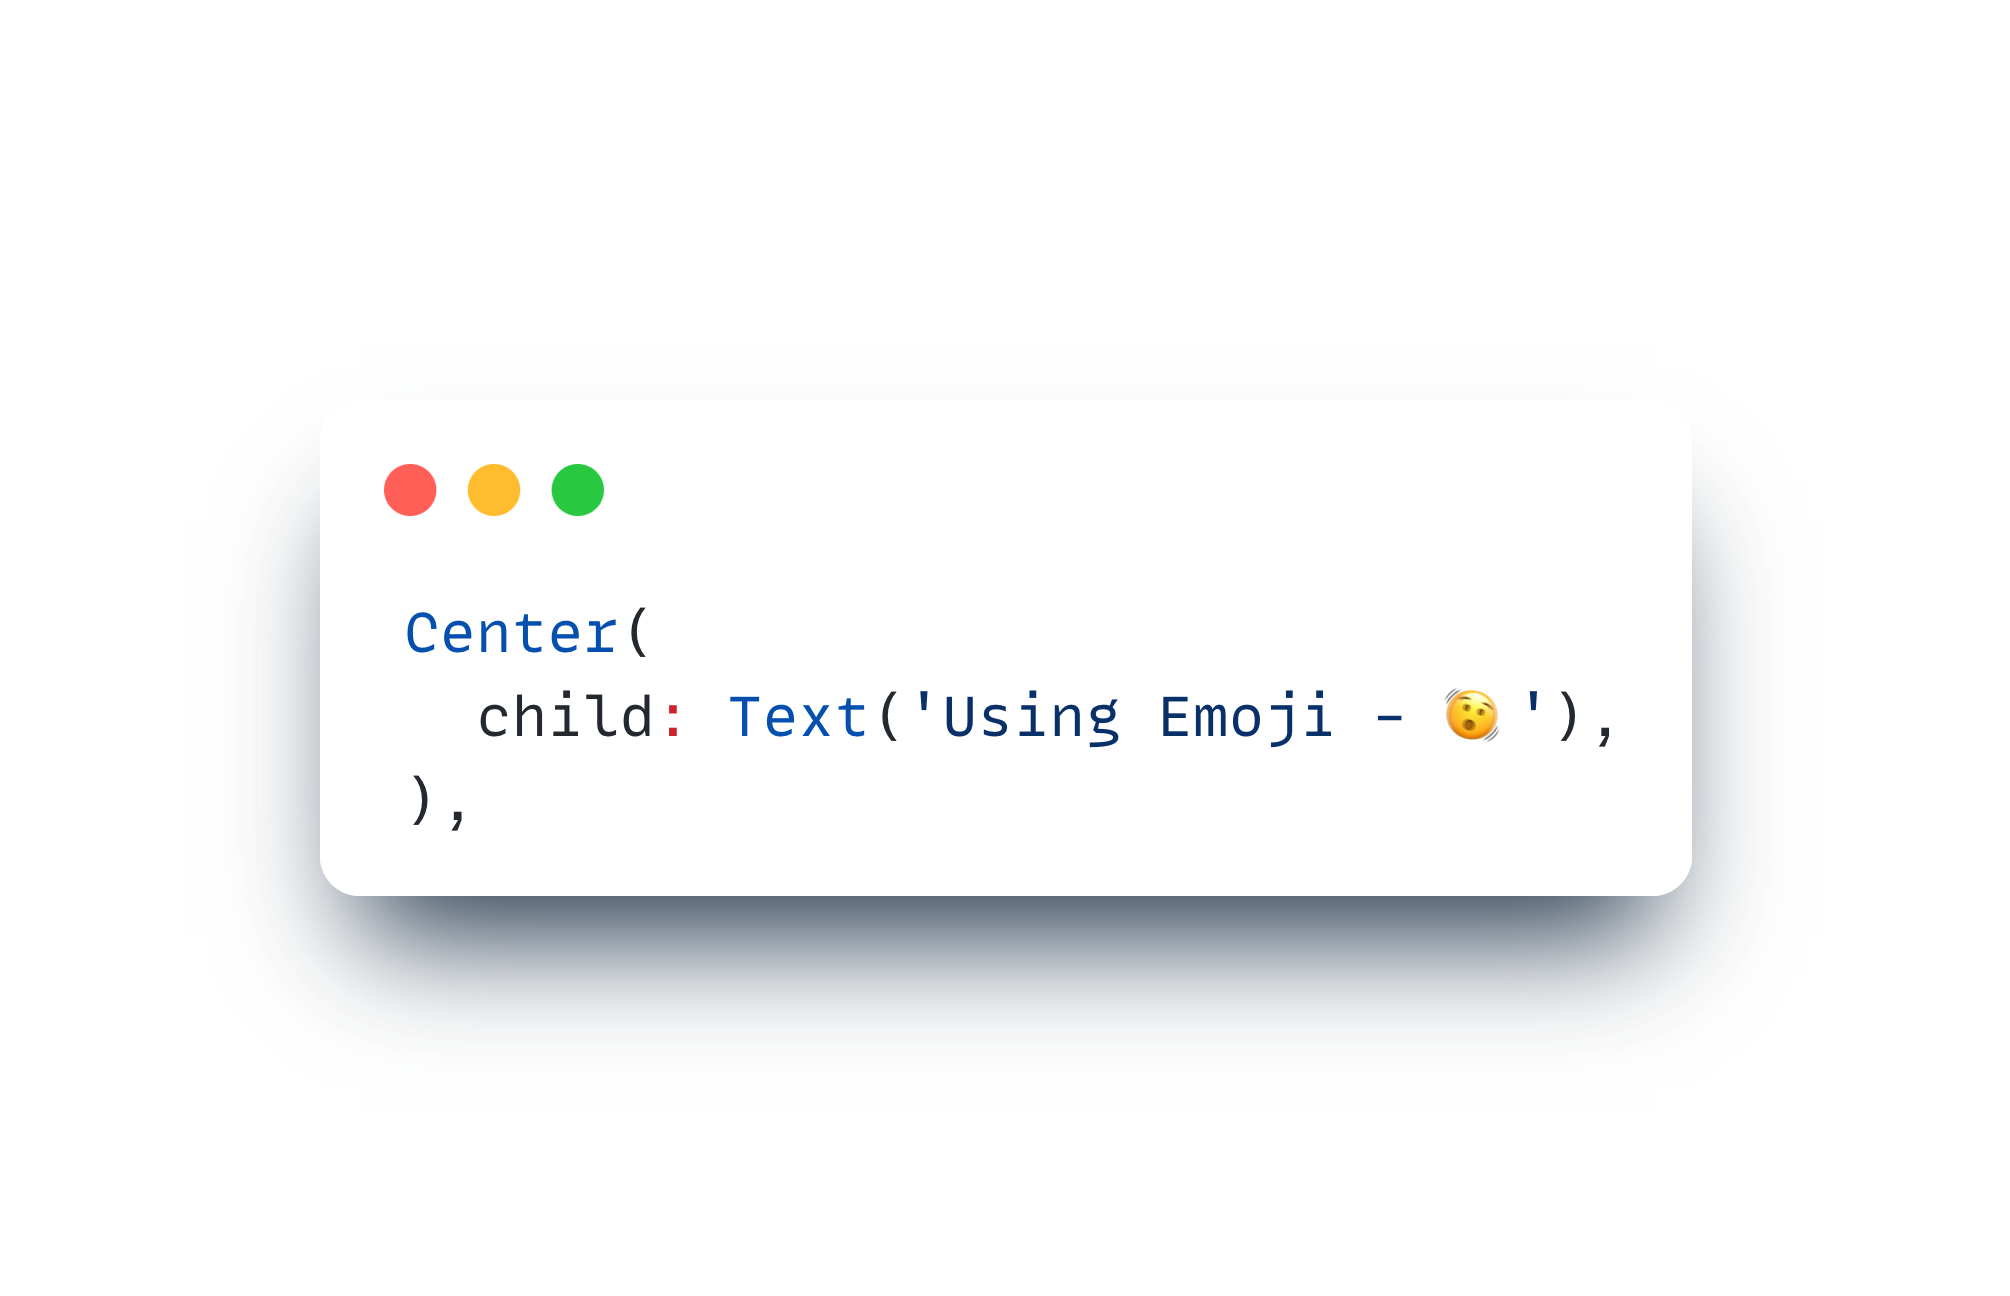 Center(
  child: Text('Using Emoji - 🫨 '),
),